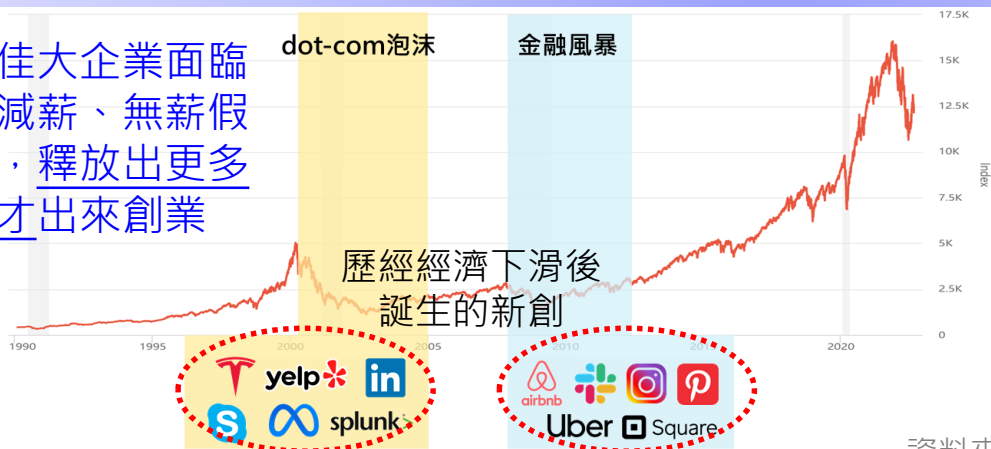 佳大企業面臨
減薪、無薪假
，釋放出更多
才出來創業
dot-com泡沫
金融風暴
歷經經濟下滑後
誕生的新創
17.5K
15K
12.5K
10K
7.5K
5K
2.5K
0
Index
1990
1995
2000
2005
2010
2015
2020
yelp
in
S
splunk>
airbnb
Uber
Square